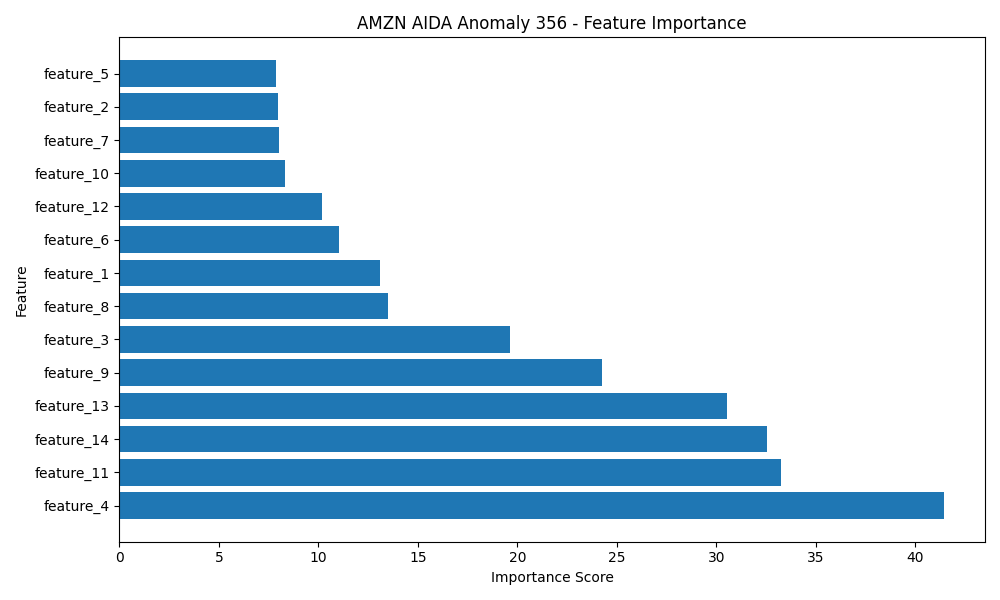 AMZN AIDA Anomaly 356 - Feature Importance
feature_5
feature_2
feature_7
feature_10
feature_12
feature_6
feature_1
feature_8
feature_3
feature_9
feature_13
feature_14
feature_11
feature_4
Feature
0 5 10 15 20 25 30 35 40
Importance Score